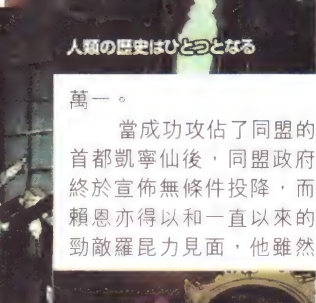 人類の歴史はひとつとなる
萬一。
當成功攻佔了同盟的
首都凱寧仙後，同盟政府
終於宣佈無條件投降，而
賴恩亦得以和一直以來的
勁敵羅昆力見面，他雖然